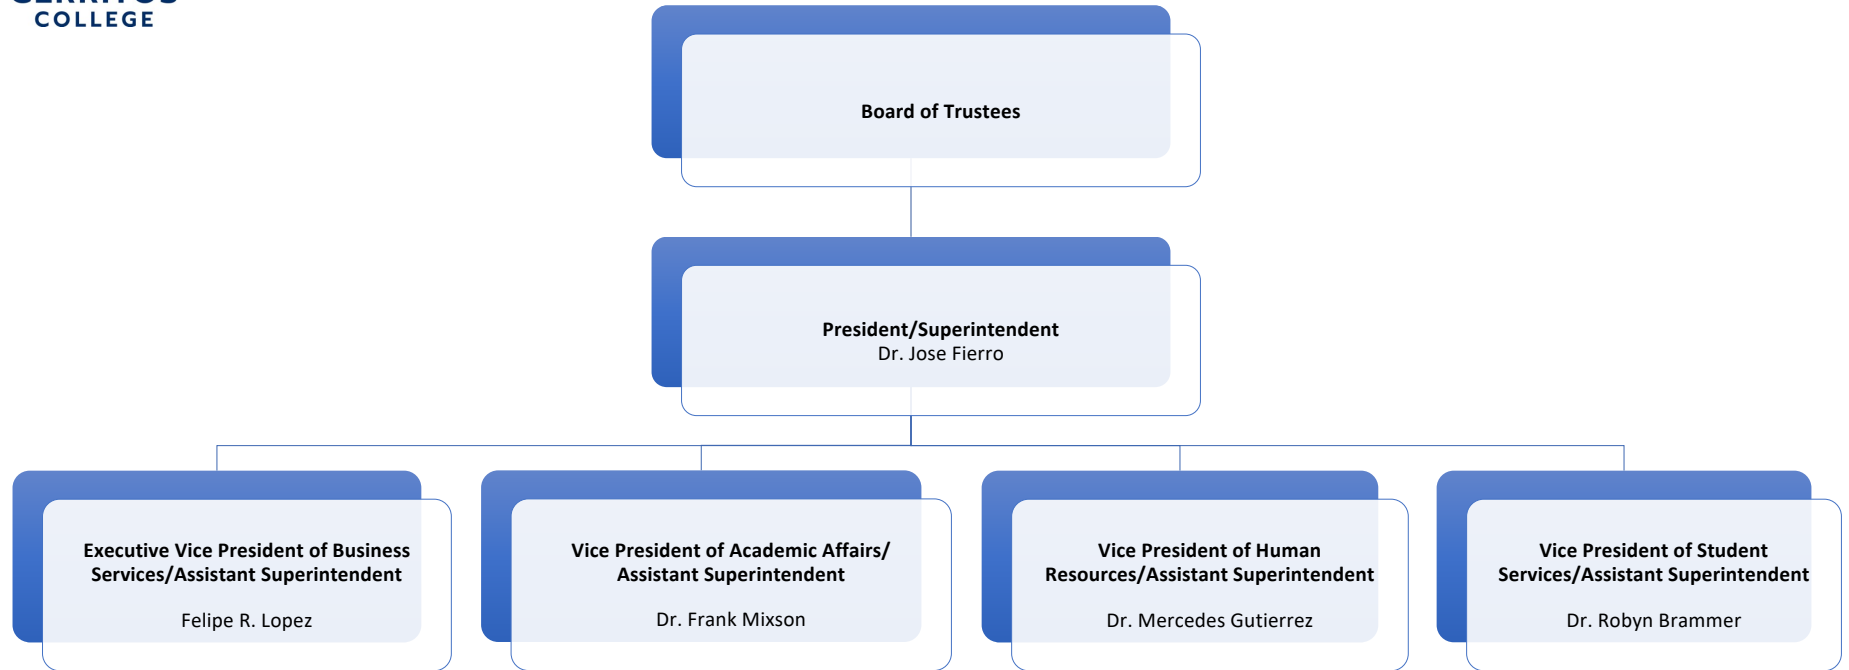 CERRITOS
COLLEGE
Board of Trustees
President/Superintendent
Dr. Jose Fierro
Executive Vice President of Business
Services/Assistant Superintendent
Felipe R. Lopez
Vice President of Academic Affairs/
Assistant Superintendent
Dr. Frank Mixson
Vice President of Human
Resources/Assistant Superintendent
Dr. Mercedes Gutierrez
Vice President of Student
Services/Assistant Superintendent
Dr. Robyn Brammer